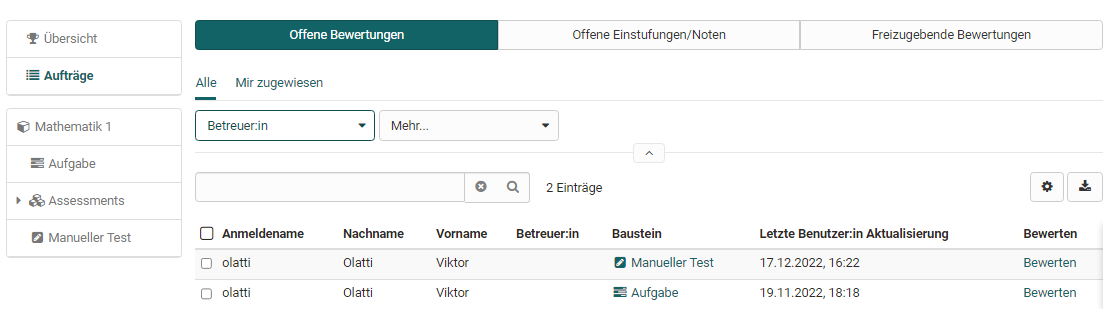 Übersicht
Aufträge
Mathematik 1
Aufgabe
Assessments
Manueller Test
Offene Bewertungen Offene Einstufungen/Noten Freizugebende Bewertungen
Alle Mir zugewiesen
Betreuer:in Mehr...
2 Einträge
Anmeldename Nachname Vorname Betreuer:in Baustein Letzte Benutzer:in Aktualisierung Bewerten
olatti Olatti Viktor Manueller Test 17.12.2022, 16:22 Bewerten
olatti Olatti Viktor Aufgabe 19.11.2022, 18:18 Bewerten